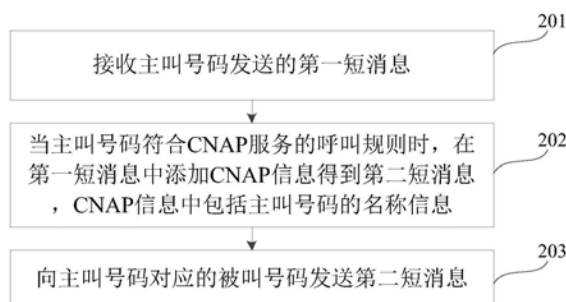 201
接收主叫号码发送的第一短消息
202
当主叫号码符合CNAP服务的呼叫规则时，在
第一短消息中添加CNAP信息得到第二短消息
，CNAP信息中包括主叫号码的名称信息
203
向主叫号码对应的被叫号码发送第二短消息